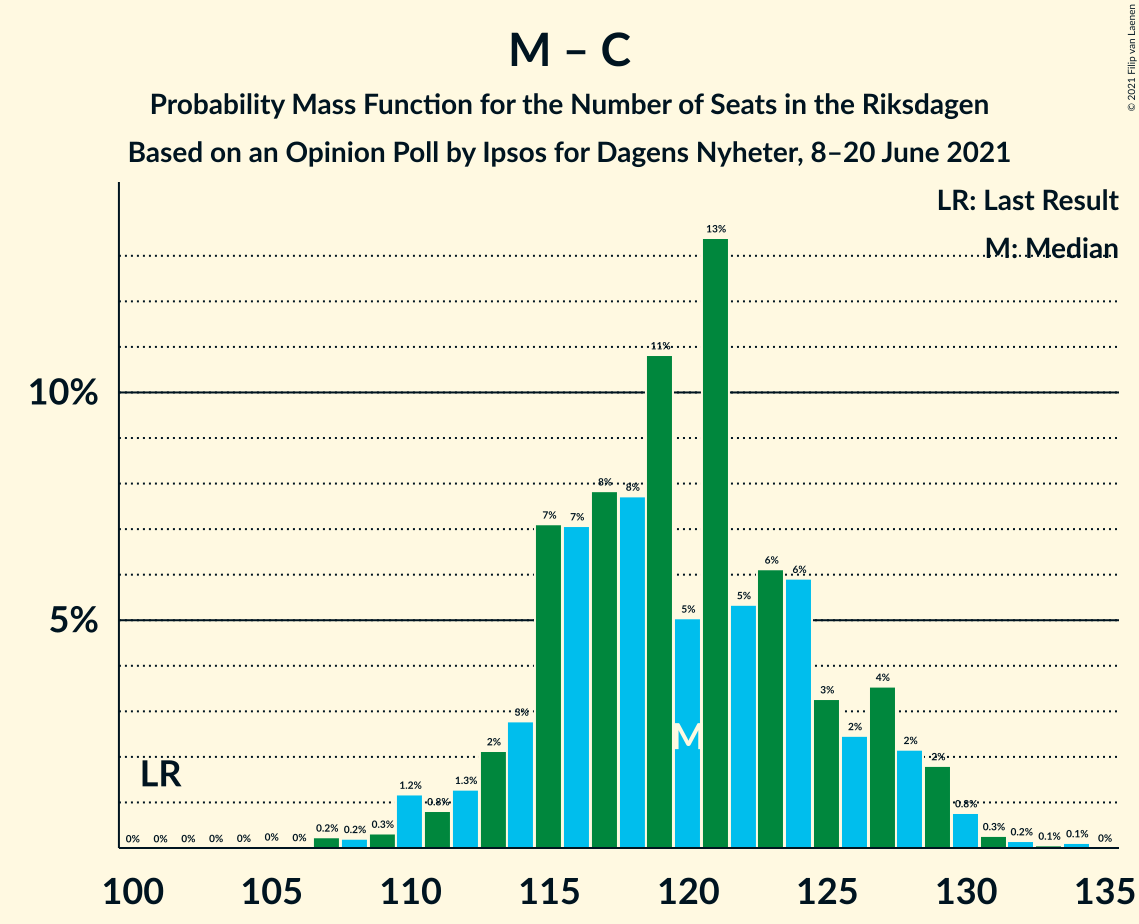 M – C
Probability Mass Function for the Number of Seats in the Riksdagen
Based on an Opinion Poll by Ipsos for Dagens Nyheter, 8–20 June 2021
© 2021 Filip van Laenen
LR: Last Result
M: Median
10%
5%
LR
M
0% 0% 0% 0% 0% 0% 0% 0.2% 0.2% 0.3% 1.2% 0.8% 1.3% 2% 3% 7% 7% 8% 8% 11% 5% 13% 5% 6% 6% 3% 2% 4% 2% 2% 0.8% 0.3% 0.2% 0.1% 0.1% 0%
100 105 110 115 120 125 130 135